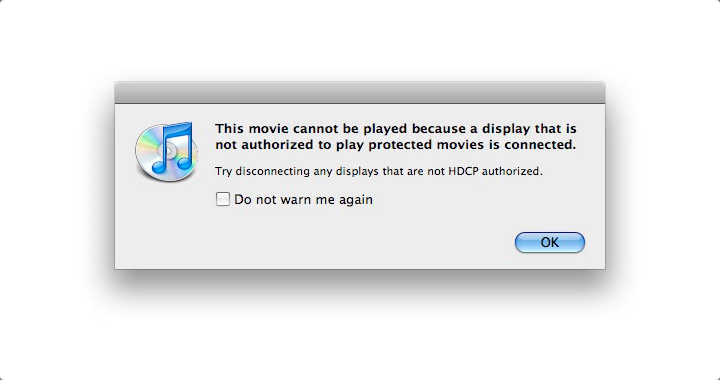 This movie cannot be played because a display that is
not authorized to play protected movies is connected.
Try disconnecting any displays that are not HDCP authorized.
Do not warn me again
OK